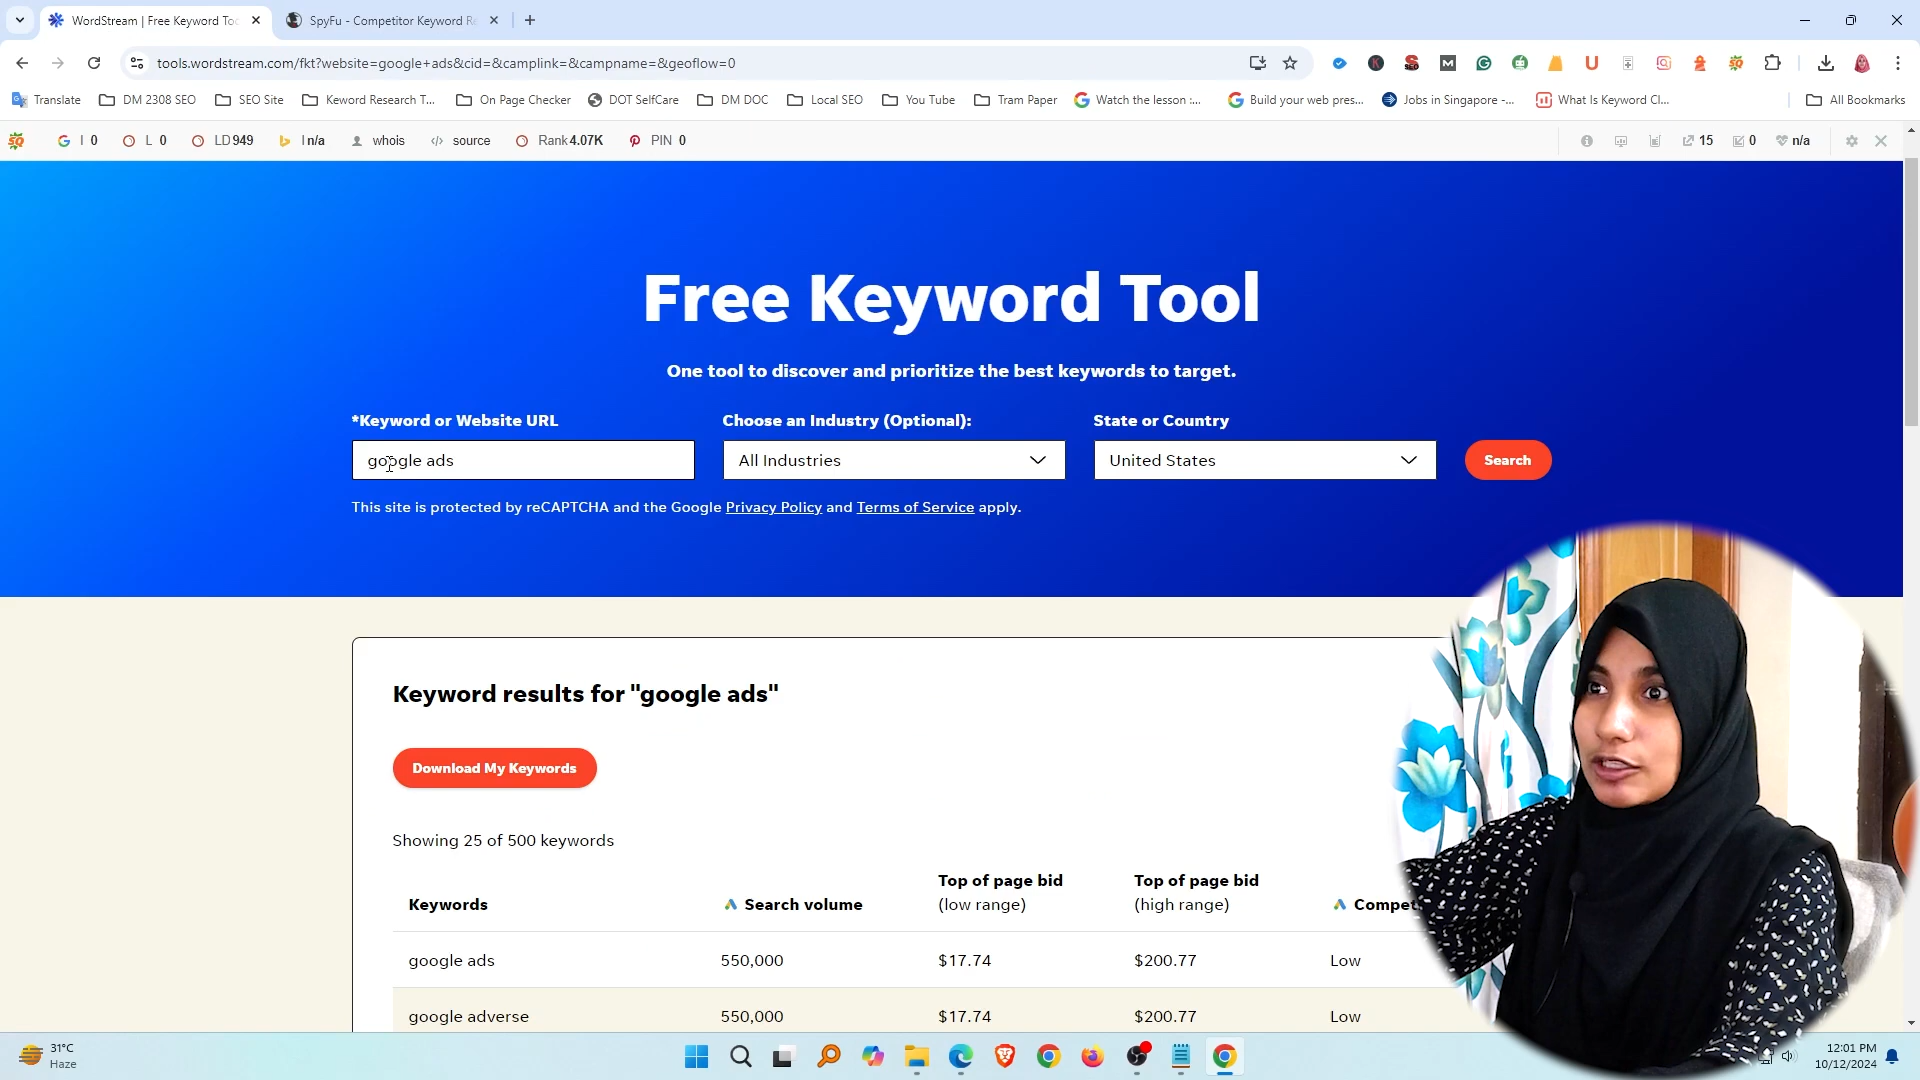 WordStream | Free Keyword Too
SpyFu - Competitor Keyword R
tools.wordstream.com/fkt?website=google+ads&cid=&camplink=&campname=&geoflow=0
Translate
DM 2308 SEO
SEO Site
Keword Research T...
On Page Checker
DOT SelfCare
DM DOC
Local SEO
You Tube
Tram Paper
Watch the lesson :...
Build your web pres...
Jobs in Singapore -...
What Is Keyword Cl...
All Bookmarks
I 0
L 0
LD 949
I n/a
whois
source
Rank 4.07K
PIN 0
15
0
n/a
Free Keyword Tool
One tool to discover and prioritize the best keywords to target.
*Keyword or Website URL
Choose an Industry (Optional):
State or Country
google ads
All Industries
United States
Search
This site is protected by reCAPTCHA and the Google Privacy Policy and Terms of Service apply.
Keyword results for "google ads"
Download My Keywords
Showing 25 of 500 keywords
Keywords
Search volume
Top of page bid
(low range)
Top of page bid
(high range)
Compet
google ads 550,000 $17.74 $200.77 Low
google adverse 550,000 $17.74 $200.77 Low
31°C
Haze
12:01 PM
10/12/2024